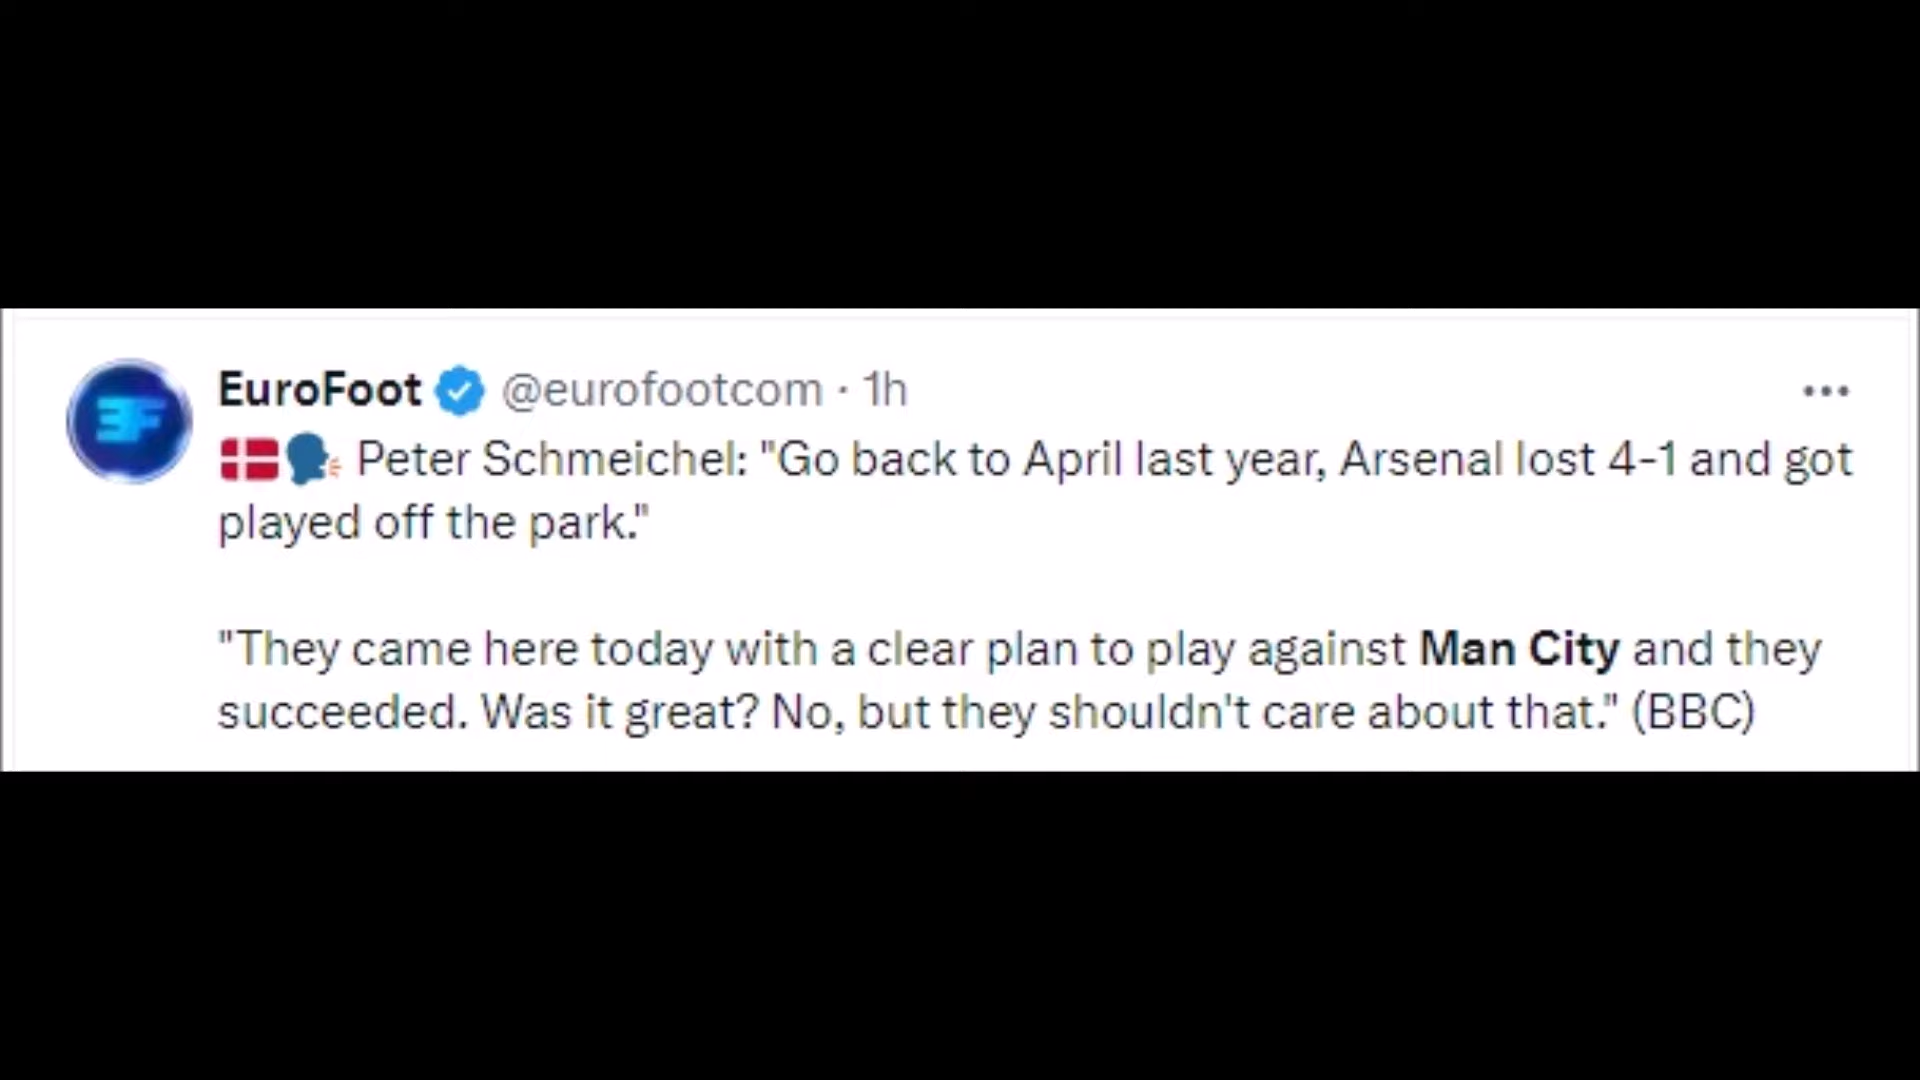 EuroFoot @eurofootcom · 1h
Peter Schmeichel: "Go back to April last year, Arsenal lost 4-1 and got
played off the park."
"They came here today with a clear plan to play against Man City and they
succeeded. Was it great? No, but they shouldn't care about that." (BBC)